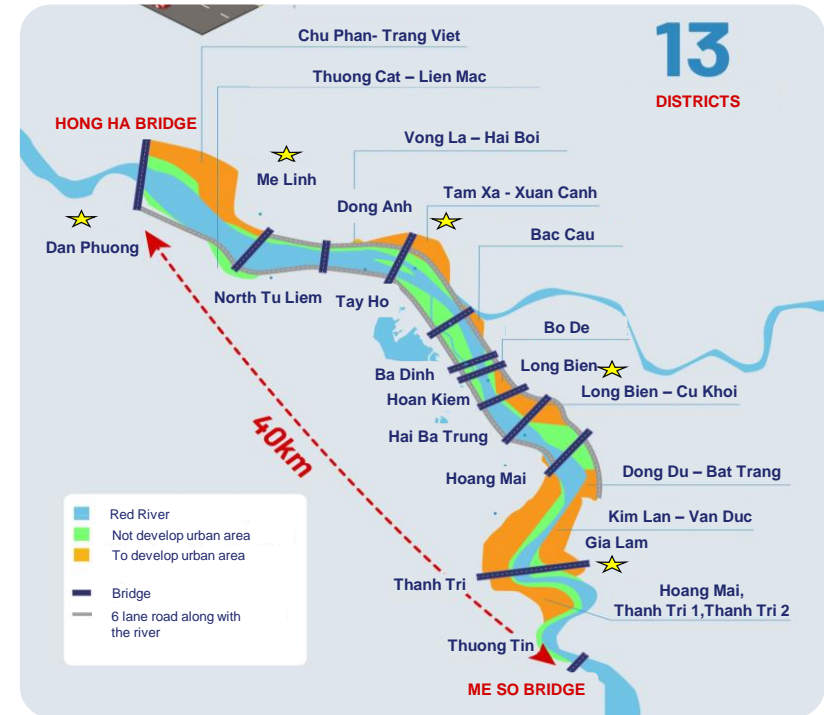 Chu Phan- Trang Viet
13
DISTRICTS
Thuong Cat – Lien Mac
HONG HA BRIDGE
Vong La – Hai Boi
Me Linh
Tam Xa - Xuan Canh
Dong Anh
Bac Cau
Dan Phuong
North Tu Liem
Tay Ho
Bo De
Long Bien
Ba Dinh
Long Bien – Cu Khoi
Hoan Kiem
40km
Hai Ba Trung
Hoang Mai
Dong Du – Bat Trang
Kim Lan – Van Duc
Gia Lam
Red River
Not develop urban area
To develop urban area
Bridge
6 lane road along with
the river
Thanh Tri
Hoang Mai,
Thanh Tri 1,Thanh Tri 2
Thuong Tin
ME SO BRIDGE